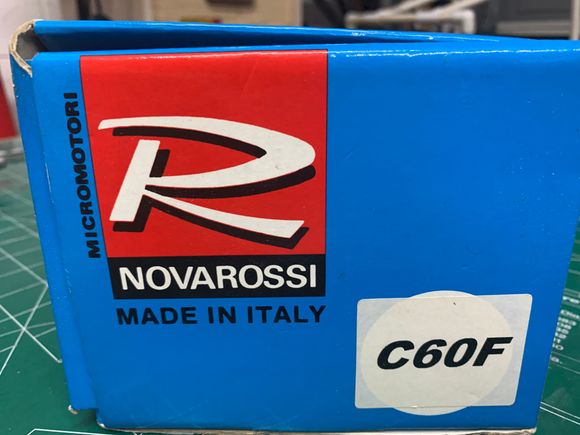 MICROMOTORI
R
NOVAROSSI
MADE IN ITALY
C60F